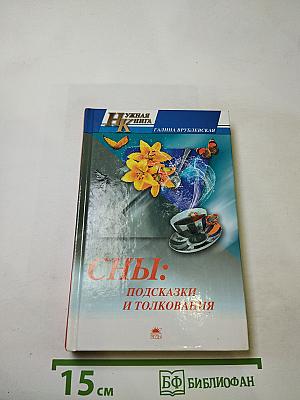 НУЖНАЯ
КНИГА
ГАЛИНА ВРУБЛЕВСКАЯ
СНЫ:
ПОДСКАЗКИ
И ТОЛКОВАНИЯ
15 см
БФ БИБЛИОФАН